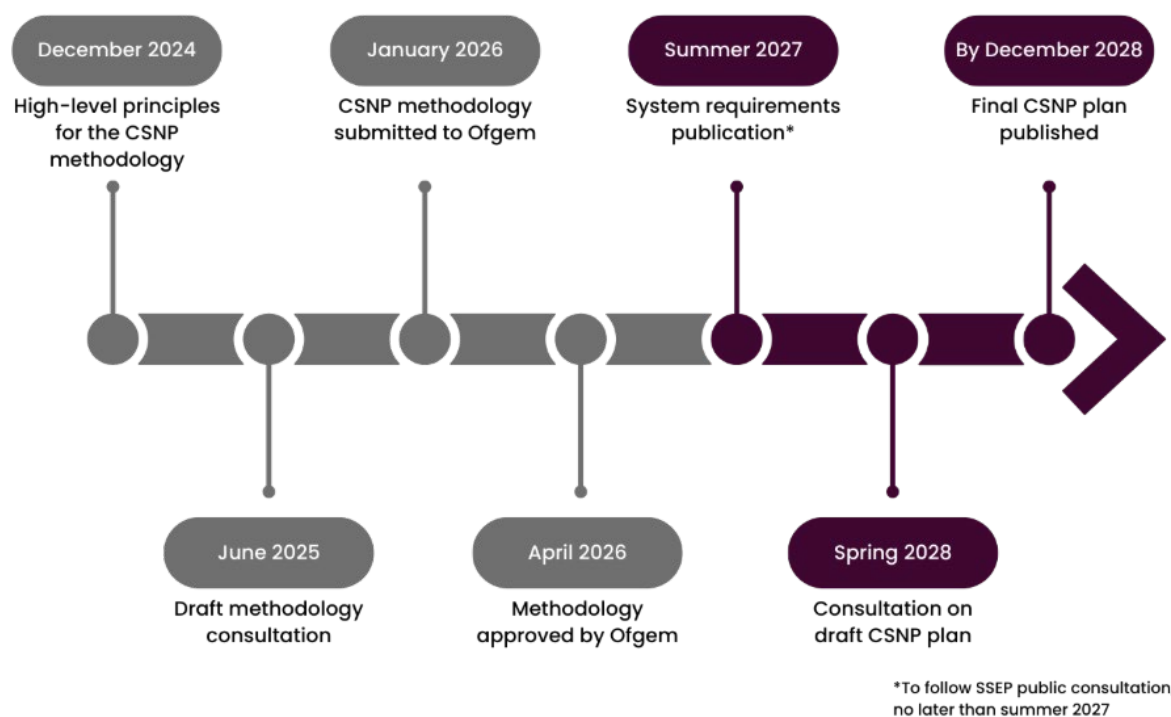 December 2024
High-level principles
for the CSNP
methodology
January 2026
CSNP methodology
submitted to Ofgem
Summer 2027
System requirements
publication*
By December 2028
Final CSNP plan
published
June 2025
Draft methodology
consultation
April 2026
Methodology
approved by Ofgem
Spring 2028
Consultation on
draft CSNP plan
*To follow SSEP public consultation
no later than summer 2027